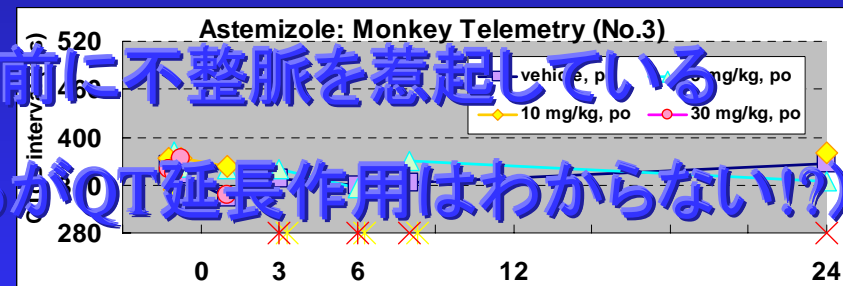 Astemizole: Monkey Telemetry (No.3)
520
前に不整脈を惹起している
vehicle, po
mg/kg, po
10 mg/kg, po
30 mg/kg, po
460
400
がQT延長作用はわからない!?)
280
0 3 6 12 24